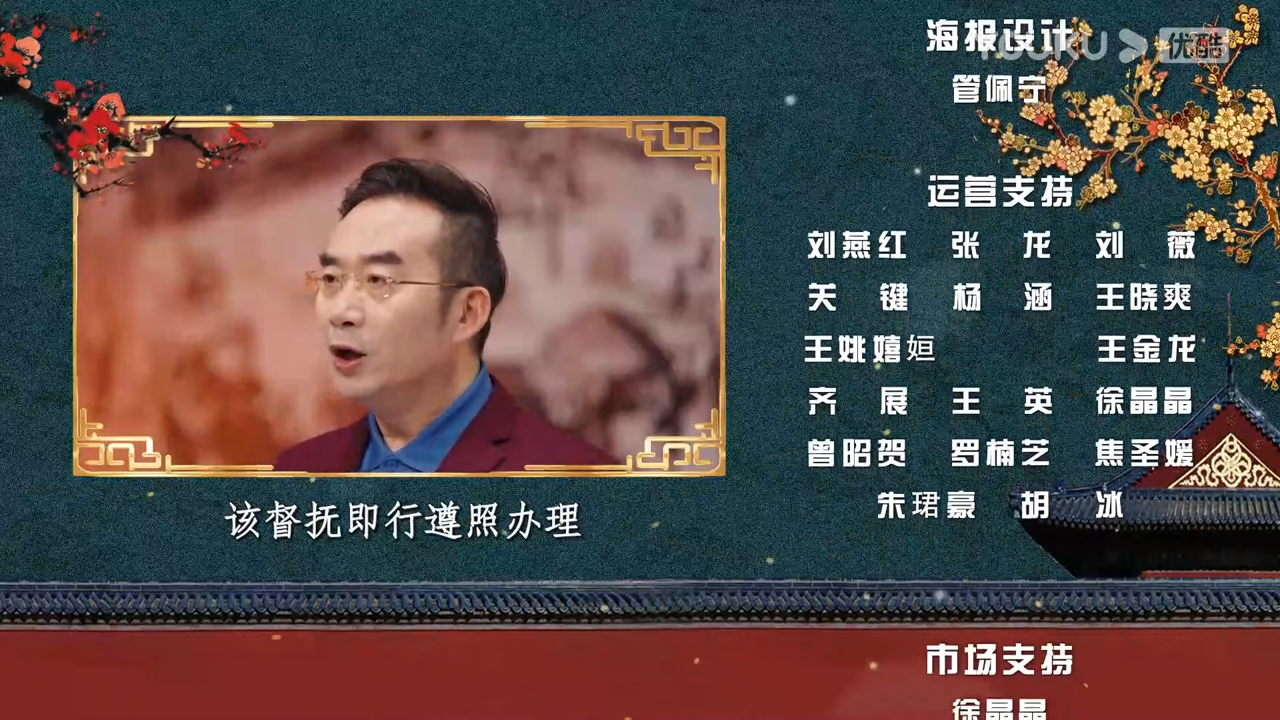 海报设计
YOUKU 优酷
管佩宁
运营支持
刘燕红 张龙 刘薇
关键 杨涵 王晓爽
王姚嬉姮 王金龙
齐展 王英 徐晶晶
曾昭贺 罗楠芝 焦圣媛
朱珺豪 胡冰
该督抚即行遵照办理
市场支持
徐晶晶